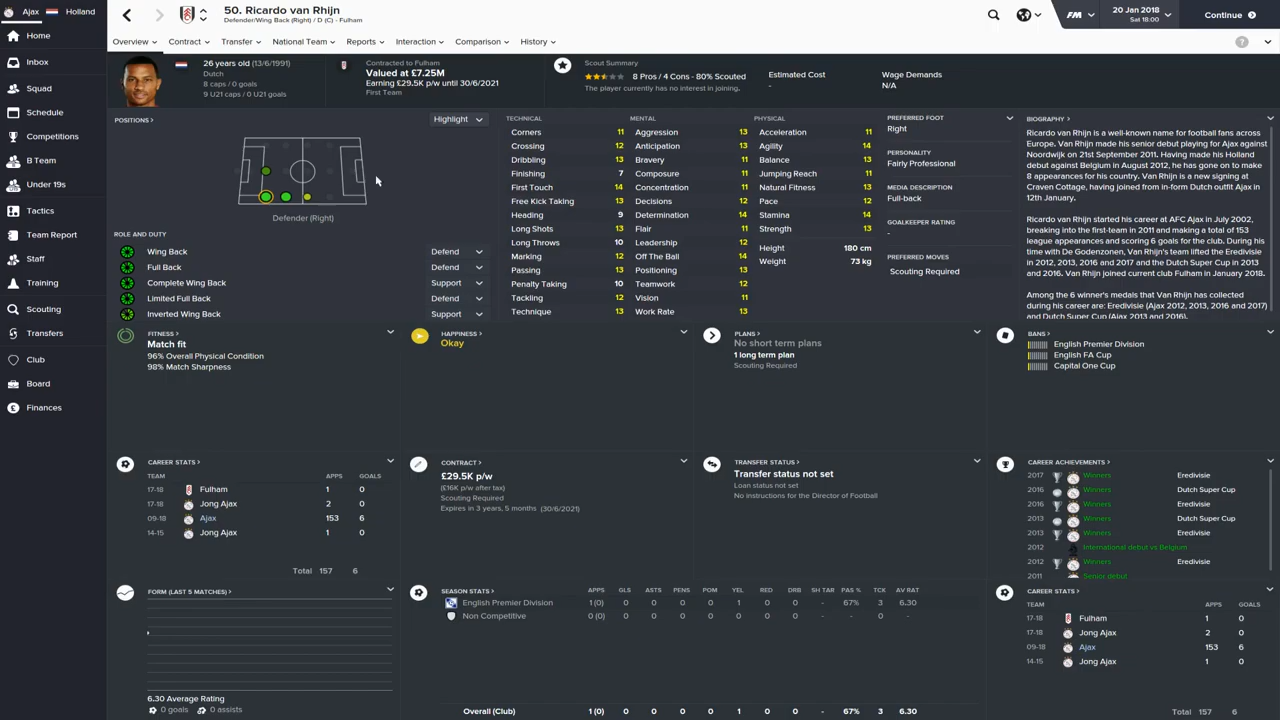 Ajax Holland
50. Ricardo van Rhijn
Defender/Wing Back (Right) / D (C) - Fulham
FM
20 Jan 2018
Sat 18:00
Continue
Home
Inbox
Squad
Schedule
Competitions
B Team
Under 19s
Tactics
Team Report
Staff
Training
Scouting
Transfers
Club
Board
Finances
Overview Contract Transfer National Team Reports Interaction Comparison History
26 years old (13/6/1991)
Dutch
8 caps / 0 goals
9 U21 caps / 0 U21 goals
Contracted to Fulham
Valued at £7.25M
Earning £29.5K p/w until 30/6/2021
First Team
Scout Summary
8 Pros / 4 Cons - 80% Scouted
The player currently has no interest in joining.
Estimated Cost
-
Wage Demands
N/A
POSITIONS >
Highlight
Defender (Right)
ROLE AND DUTY
Wing Back Defend
Full Back Defend
Complete Wing Back Support
Limited Full Back Defend
Inverted Wing Back Support
TECHNICAL
Corners 11
Crossing 12
Dribbling 13
Finishing 7
First Touch 14
Free Kick Taking 13
Heading 9
Long Shots 13
Long Throws 10
Marking 12
Passing 13
Penalty Taking 10
Tackling 12
Technique 13
MENTAL
Aggression 13
Anticipation 13
Bravery 11
Composure 11
Concentration 11
Decisions 12
Determination 14
Flair 11
Leadership 12
Off The Ball 14
Positioning 13
Teamwork 12
Vision 11
Work Rate 13
PHYSICAL
Acceleration 11
Agility 14
Balance 13
Jumping Reach 11
Natural Fitness 13
Pace 12
Stamina 14
Strength 13
Height 180 cm
Weight 73 kg
PREFERRED FOOT
Right
PERSONALITY
Fairly Professional
MEDIA DESCRIPTION
Full-back
GOALKEEPER RATING
-
PREFERRED MOVES
Scouting Required
BIOGRAPHY >
Ricardo van Rhijn is a well-known name for football fans across
Europe. Van Rhijn made his senior debut playing for Ajax against
Noordwijk on 21st September 2011. Having made his Holland
debut against Belgium in August 2012, he has gone on to make
8 appearances for his country. Van Rhijn is a new signing at
Craven Cottage, having joined from in-form Dutch outfit Ajax in
12th January.
Ricardo van Rhijn started his career at AFC Ajax in July 2002,
breaking into the first-team in 2011 and making a total of 153
league appearances and scoring 6 goals for the club. During his
time with De Godenzonen, Van Rhijn's team lifted the Eredivisie
in 2012, 2013, 2016 and 2017 and the Dutch Super Cup in 2013
and 2016. Van Rhijn joined current club Fulham in January 2018.
Among the 6 winner's medals that Van Rhijn has collected
during his career are: Eredivisie (Ajax 2012, 2013, 2016 and 2017)
and Dutch Super Cup (Ajax 2013 and 2016).
FITNESS >
Match fit
96% Overall Physical Condition
98% Match Sharpness
HAPPINESS >
Okay
PLANS >
No short term plans
1 long term plan
Scouting Required
BANS >
English Premier Division
English FA Cup
Capital One Cup
CAREER STATS >
TEAM APPS GOALS
17-18 Fulham 1 0
17-18 Jong Ajax 2 0
09-18 Ajax 153 6
14-15 Jong Ajax 1 0
Total 157 6
CONTRACT >
£29.5K p/w
(£16K p/w after tax)
Scouting Required
Expires in 3 years, 5 months (30/6/2021)
TRANSFER STATUS >
Transfer status not set
Loan status not set
No instructions for the Director of Football
CAREER ACHIEVEMENTS >
2017 Winners Eredivisie
2016 Winners Dutch Super Cup
2016 Winners Eredivisie
2013 Winners Dutch Super Cup
2013 Winners Eredivisie
2012 International debut vs Belgium
2012 Winners Eredivisie
2011 Senior debut
FORM (LAST 5 MATCHES) >
6.30 Average Rating
0 goals 0 assists
SEASON STATS > APPS GLS ASTS PENS POM YEL RED DRB SH TAR PAS % TCK AV RAT
English Premier Division 1 (0) 0 0 0 0 1 0 0 - 67% 3 6.30
Non Competitive 0 (0) 0 0 0 0 0 0 0 - - 0 -
Overall (Club) 1 (0) 0 0 0 0 1 0 0 - 67% 3 6.30
CAREER STATS >
TEAM APPS GOALS
17-18 Fulham 1 0
17-18 Jong Ajax 2 0
09-18 Ajax 153 6
14-15 Jong Ajax 1 0
Total 157 6